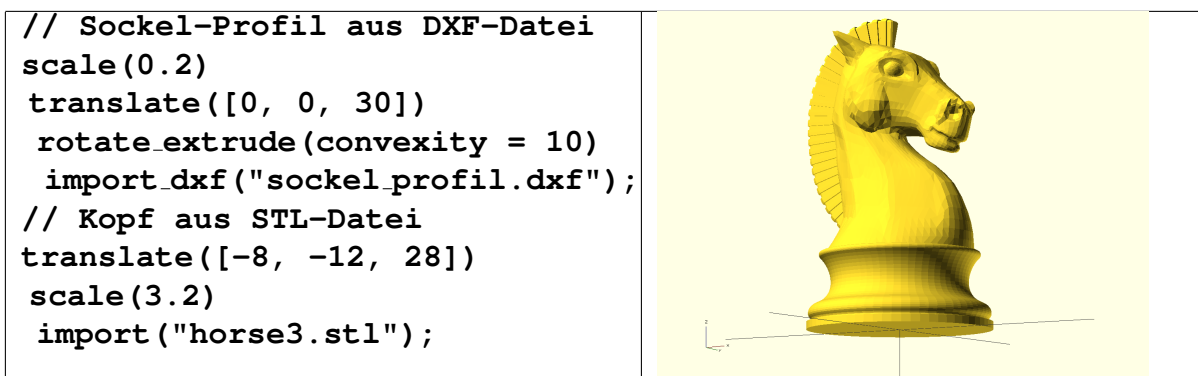 // Sockel-Profil aus DXF-Datei
scale(0.2)
translate([0, 0, 30])
rotate_extrude(convexity = 10)
import_dxf("sockel_profil.dxf");
// Kopf aus STL-Datei
translate([-8, -12, 28])
scale(3.2)
import("horse3.stl");